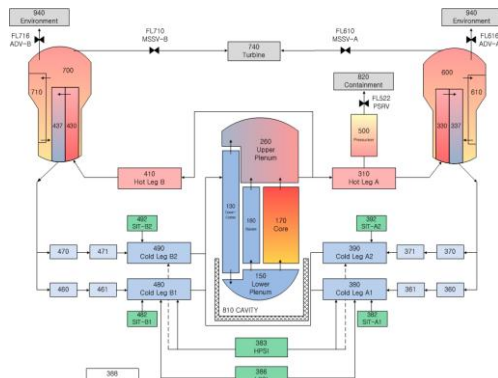 940
Environment
FL716
ADV-B
FL710
MSSV-B
740
Turbine
FL610
MSSV-A
940
Environment
FL616
ADV-A
820
Containment
FL522
PSRV
700
710
437
430
600
610
330
337
500
Pressurizer
260
Upper
Plenum
410
Hot Leg B
310
Hot Leg A
130
160
170
Core
150
Lower
Plenum
810 CAVITY
492
SIT-B2
392
SIT-A2
470
471
490
Cold Leg B2
390
Cold Leg A2
371
370
460
461
480
Cold Leg B1
380
Cold Leg A1
361
360
482
SIT-B1
382
SIT-A1
383
HPSI
386
388